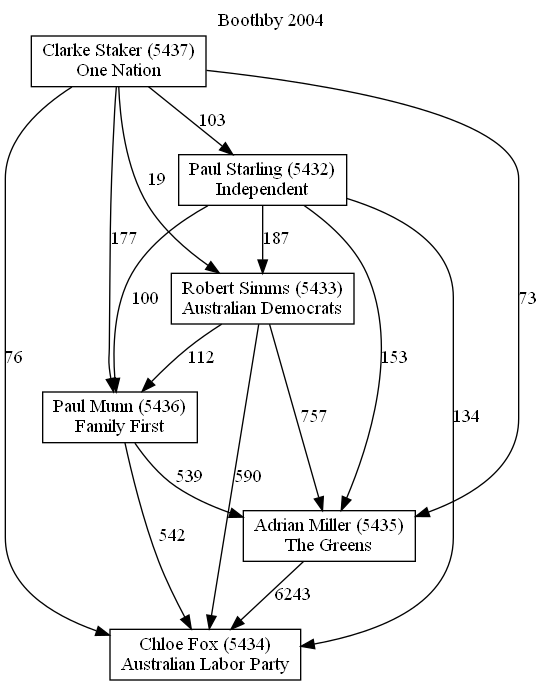 Boothby 2004
Clarke Staker (5437)
One Nation
103
Paul Starling (5432)
Independent
19
177
187
100
Robert Simms (5433)
Australian Democrats
73
76
112
153
134
Paul Munn (5436)
Family First
757
539
590
Adrian Miller (5435)
The Greens
542
6243
Chloe Fox (5434)
Australian Labor Party